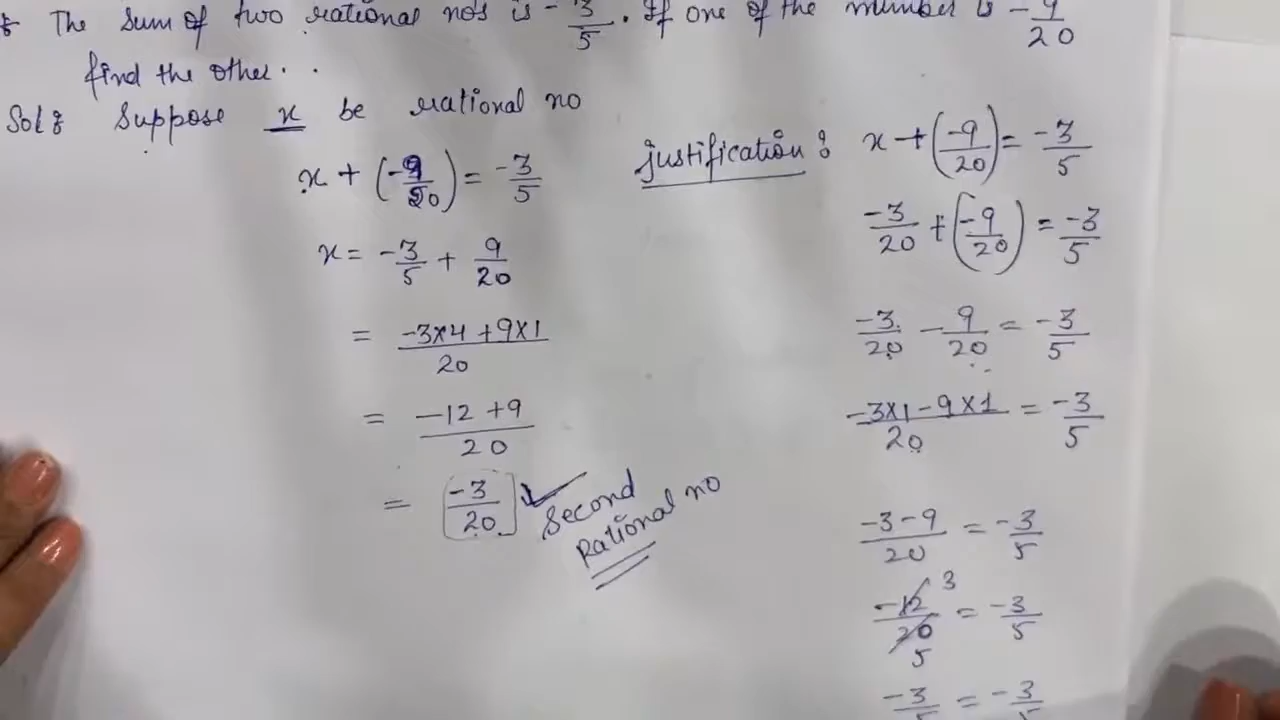 The sum of two rational nos is -3/5. If one of the number is -9/20
find the other..
Sol: Suppose x be rational no
x + (-9/20) = -3/5
x = -3/5 + 9/20
= -3×4 + 9×1 / 20
= -12 + 9 / 20
= [-3/20] ✓ Second
Rational no
justification : x + (-9/20) = -3/5
-3/20 + (-9/20) = -3/5
-3/20 - 9/20 = -3/5
-3×1 - 9×1 / 20 = -3/5
-3-9 / 20 = -3/5
-12/20 3/5 = -3/5
-3/5 = -3/5